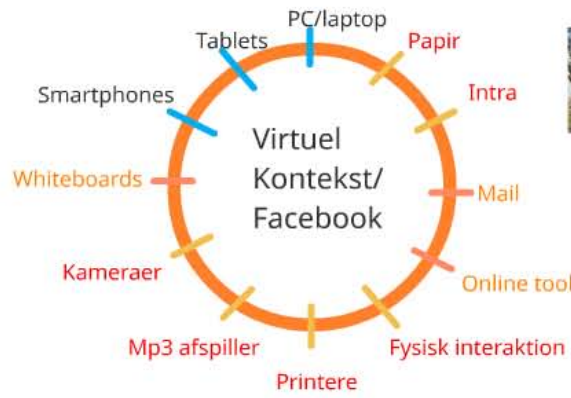 PC/laptop
Tablets
Papir
Smartphones
Intra
Virtuel
Kontekst/
Facebook
Whiteboards
Mail
Kameraer
Online tool
Mp3 afspiller
Fysisk interaktion
Printere